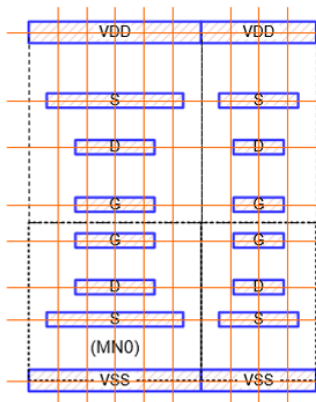 VDD VDD
S S
D D
G G
G G
D D
S S
(MN0)
VSS VSS